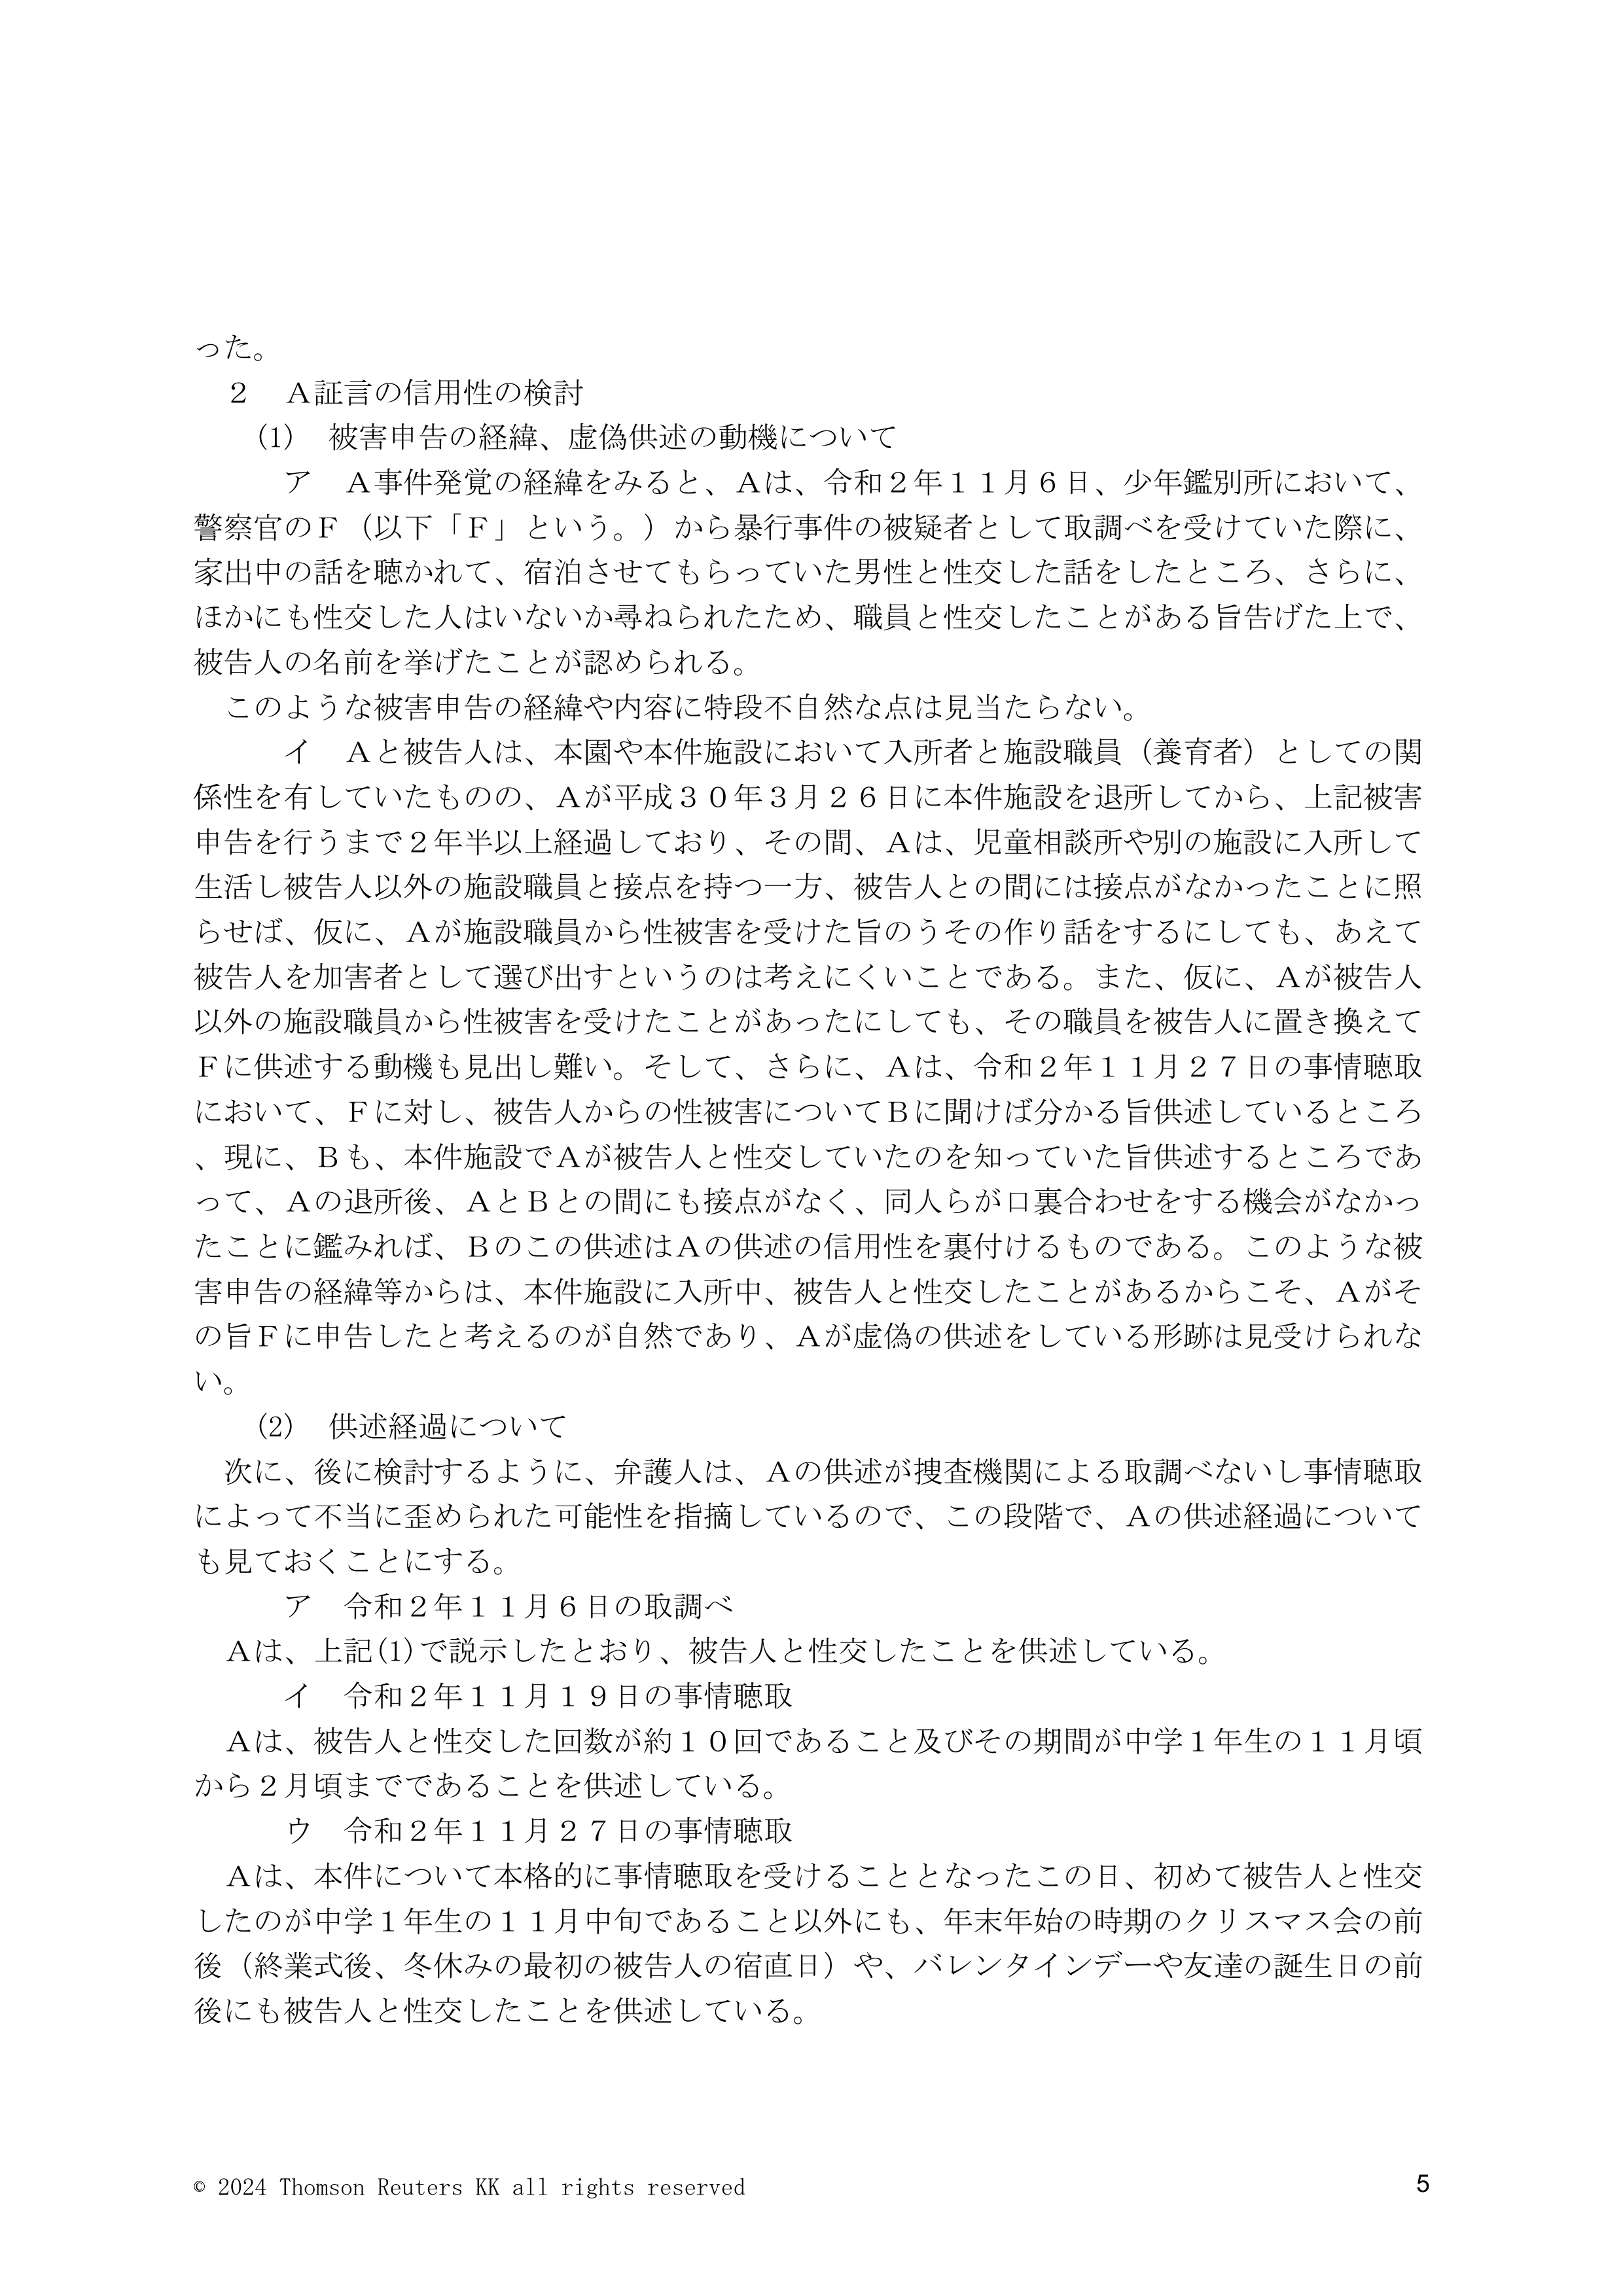 った。
２　Ａ証言の信用性の検討
(1)　被害申告の経緯、虚偽供述の動機について
ア　Ａ事件発覚の経緯をみると、Ａは、令和２年１１月６日、少年鑑別所において、
警察官のＦ（以下「Ｆ」という。）から暴行事件の被疑者として取調べを受けていた際に、
家出中の話を聴かれて、宿泊させてもらっていた男性と性交した話をしたところ、さらに、
ほかにも性交した人はいないか尋ねられたため、職員と性交したことがある旨告げた上で、
被告人の名前を挙げたことが認められる。
このような被害申告の経緯や内容に特段不自然な点は見当たらない。
イ　Ａと被告人は、本園や本件施設において入所者と施設職員（養育者）としての関
係性を有していたものの、Ａが平成３０年３月２６日に本件施設を退所してから、上記被害
申告を行うまで２年半以上経過しており、その間、Ａは、児童相談所や別の施設に入所して
生活し被告人以外の施設職員と接点を持つ一方、被告人との間には接点がなかったことに照
らせば、仮に、Ａが施設職員から性被害を受けた旨のうその作り話をするにしても、あえて
被告人を加害者として選び出すというのは考えにくいことである。また、仮に、Ａが被告人
以外の施設職員から性被害を受けたことがあったにしても、その職員を被告人に置き換えて
Ｆに供述する動機も見出し難い。そして、さらに、Ａは、令和２年１１月２７日の事情聴取
において、Ｆに対し、被告人からの性被害についてＢに聞けば分かる旨供述しているところ
、現に、Ｂも、本件施設でＡが被告人と性交していたのを知っていた旨供述するところであ
って、Ａの退所後、ＡとＢとの間にも接点がなく、同人らが口裏合わせをする機会がなかっ
たことに鑑みれば、Ｂのこの供述はＡの供述の信用性を裏付けるものである。このような被
害申告の経緯等からは、本件施設に入所中、被告人と性交したことがあるからこそ、Ａがそ
の旨Ｆに申告したと考えるのが自然であり、Ａが虚偽の供述をしている形跡は見受けられな
い。
(2)　供述経過について
次に、後に検討するように、弁護人は、Ａの供述が捜査機関による取調べないし事情聴取
によって不当に歪められた可能性を指摘しているので、この段階で、Ａの供述経過について
も見ておくことにする。
ア　令和２年１１月６日の取調べ
Ａは、上記(1)で説示したとおり、被告人と性交したことを供述している。
イ　令和２年１１月１９日の事情聴取
Ａは、被告人と性交した回数が約１０回であること及びその期間が中学１年生の１１月頃
から２月頃までであることを供述している。
ウ　令和２年１１月２７日の事情聴取
Ａは、本件について本格的に事情聴取を受けることとなったこの日、初めて被告人と性交
したのが中学１年生の１１月中旬であること以外にも、年末年始の時期のクリスマス会の前
後（終業式後、冬休みの最初の被告人の宿直日）や、バレンタインデーや友達の誕生日の前
後にも被告人と性交したことを供述している。
© 2024 Thomson Reuters KK all rights reserved
5